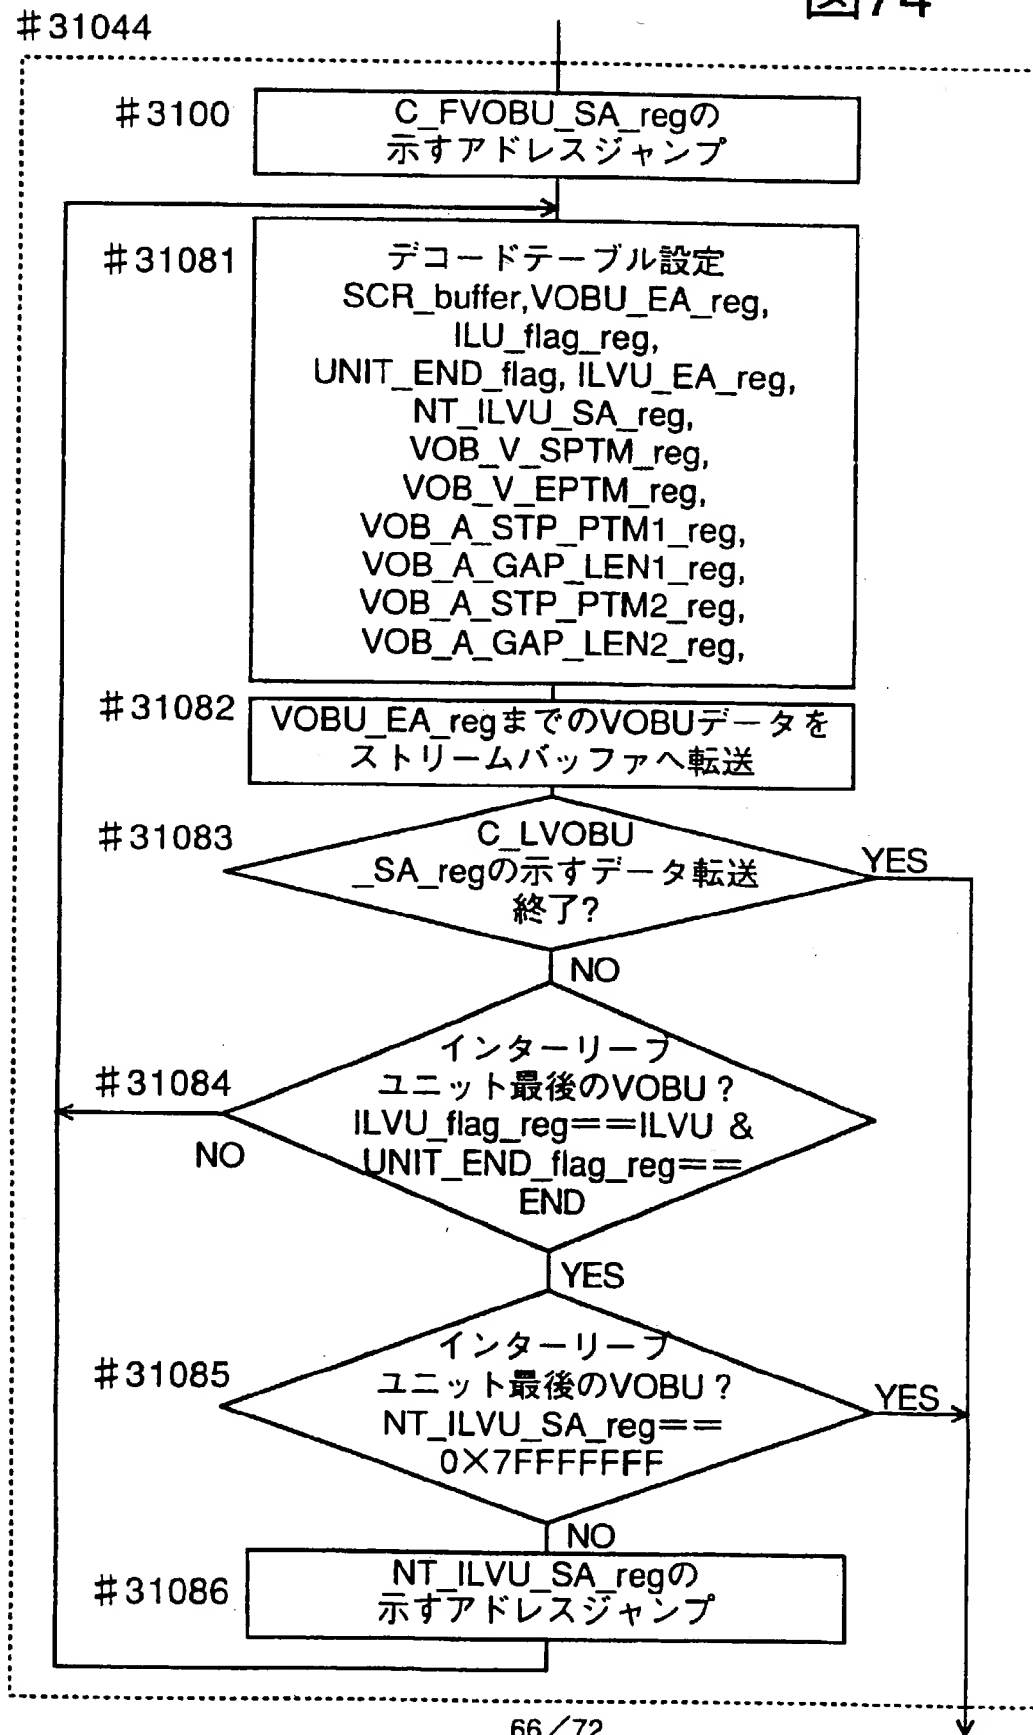 図74
#31044
#3100
C_FVOBU_SA_regの
示すアドレスジャンプ
#31081
デコードテーブル設定
SCR_buffer,VOBU_EA_reg,
ILU_flag_reg,
UNIT_END_flag, ILVU_EA_reg,
NT_ILVU_SA_reg,
VOB_V_SPTM_reg,
VOB_V_EPTM_reg,
VOB_A_STP_PTM1_reg,
VOB_A_GAP_LEN1_reg,
VOB_A_STP_PTM2_reg,
VOB_A_GAP_LEN2_reg,
#31082
VOBU_EA_regまでのVOBUデータを
ストリームバッファへ転送
#31083
C_LVOBU
_SA_regの示すデータ転送
終了?
YES
NO
#31084
インターリーブ
ユニット最後のVOBU?
ILVU_flag_reg==ILVU &
UNIT_END_flag_reg==
END
NO
YES
#31085
インターリーブ
ユニット最後のVOBU?
NT_ILVU_SA_reg==
0×7FFFFFFF
YES
NO
#31086
NT_ILVU_SA_regの
示すアドレスジャンプ
66/72